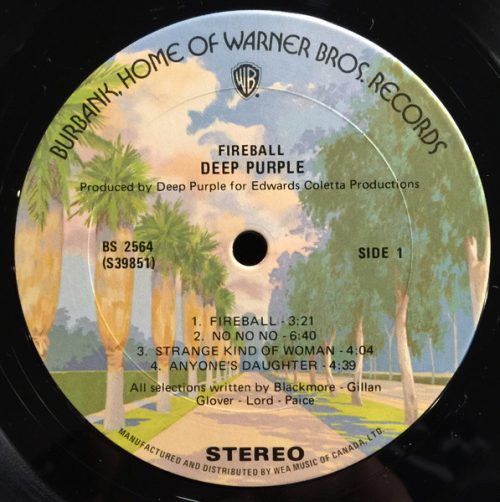 BURBANK, HOME OF WARNER BROS. RECORDS
WB
FIREBALL
DEEP PURPLE
Produced by Deep Purple for Edwards Coletta Productions
BS 2564
(S39851)
SIDE 1
1. FIREBALL - 3:21
2. NO NO NO - 6:40
3. STRANGE KIND OF WOMAN - 4:04
4. ANYONE'S DAUGHTER - 4:39
All selections written by Blackmore - Gillan
Glover - Lord - Paice
STEREO
MANUFACTURED AND DISTRIBUTED BY WEA MUSIC OF CANADA, LTD.